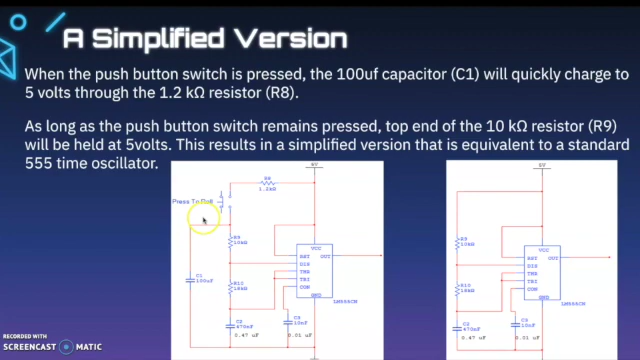 A Simplified Version
When the push button switch is pressed, the 100uf capacitor (C1) will quickly charge to
5 volts through the 1.2 kΩ resistor (R8).
As long as the push button switch remains pressed, top end of the 10 kΩ resistor (R9)
will be held at 5volts. This results in a simplified version that is equivalent to a standard
555 time oscillator.
R8
1.2kΩ
Press To Roll
R9
10kΩ
VCC
RST OUT
DIS
THR
TRI
CON
GND
LM555CN
C1
100uF
R10
18kΩ
C2
470nF
0.47 uF
C3
10nF
0.01 uF
5V
R9
10kΩ
VCC
RST OUT
DIS
THR
TRI
CON
GND
LM555CN
R10
18kΩ
C2
470nF
0.47 uF
C3
10nF
0.01 uF
RECORDED WITH
SCREENCAST MATIC